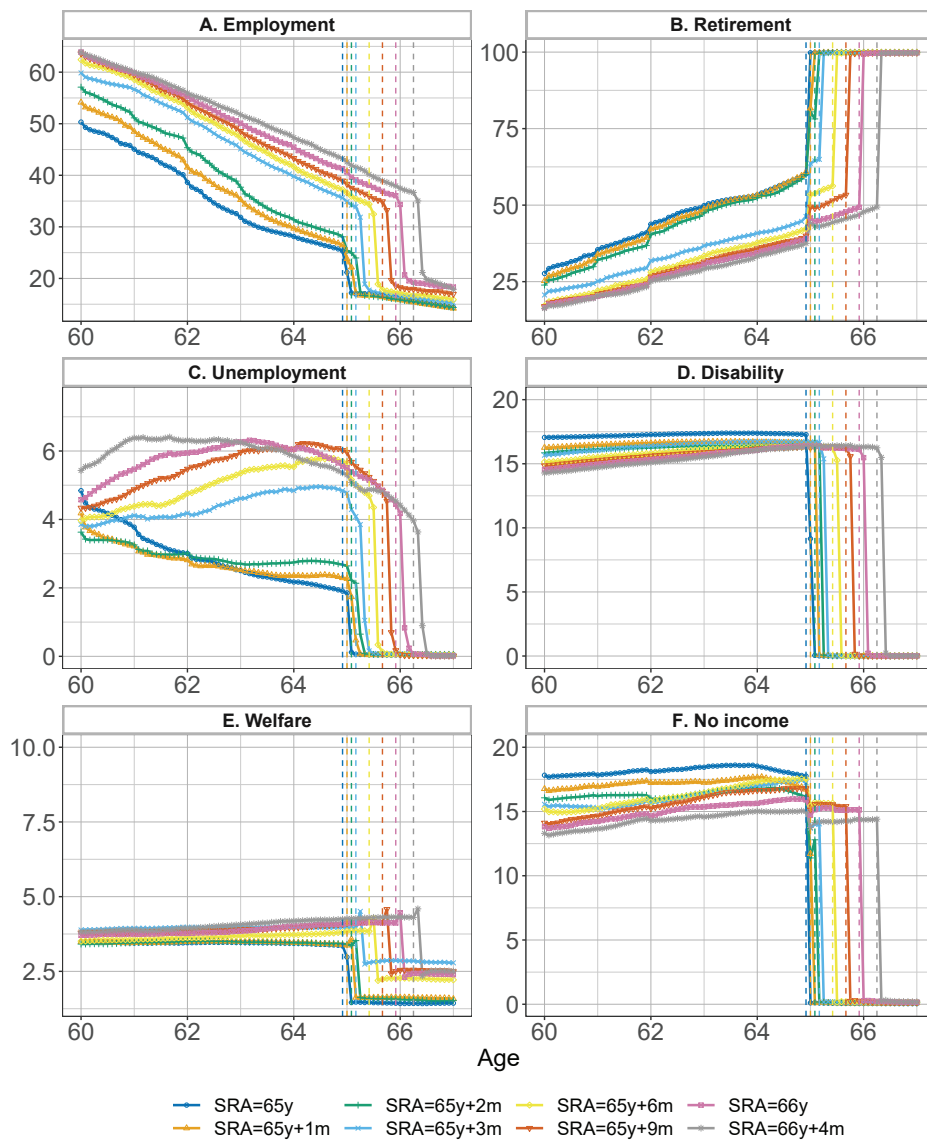 A. Employment
B. Retirement
60
50
40
30
20
100
75
50
25
60 62 64 66
60 62 64 66
C. Unemployment
D. Disability
6
4
2
0
20
15
10
5
0
60 62 64 66
60 62 64 66
E. Welfare
F. No income
10.0
7.5
5.0
2.5
20
15
10
5
0
60 62 64 66
60 62 64 66
Age
SRA=65y SRA=65y+2m SRA=65y+6m SRA=66y
SRA=65y+1m SRA=65y+3m SRA=65y+9m SRA=66y+4m